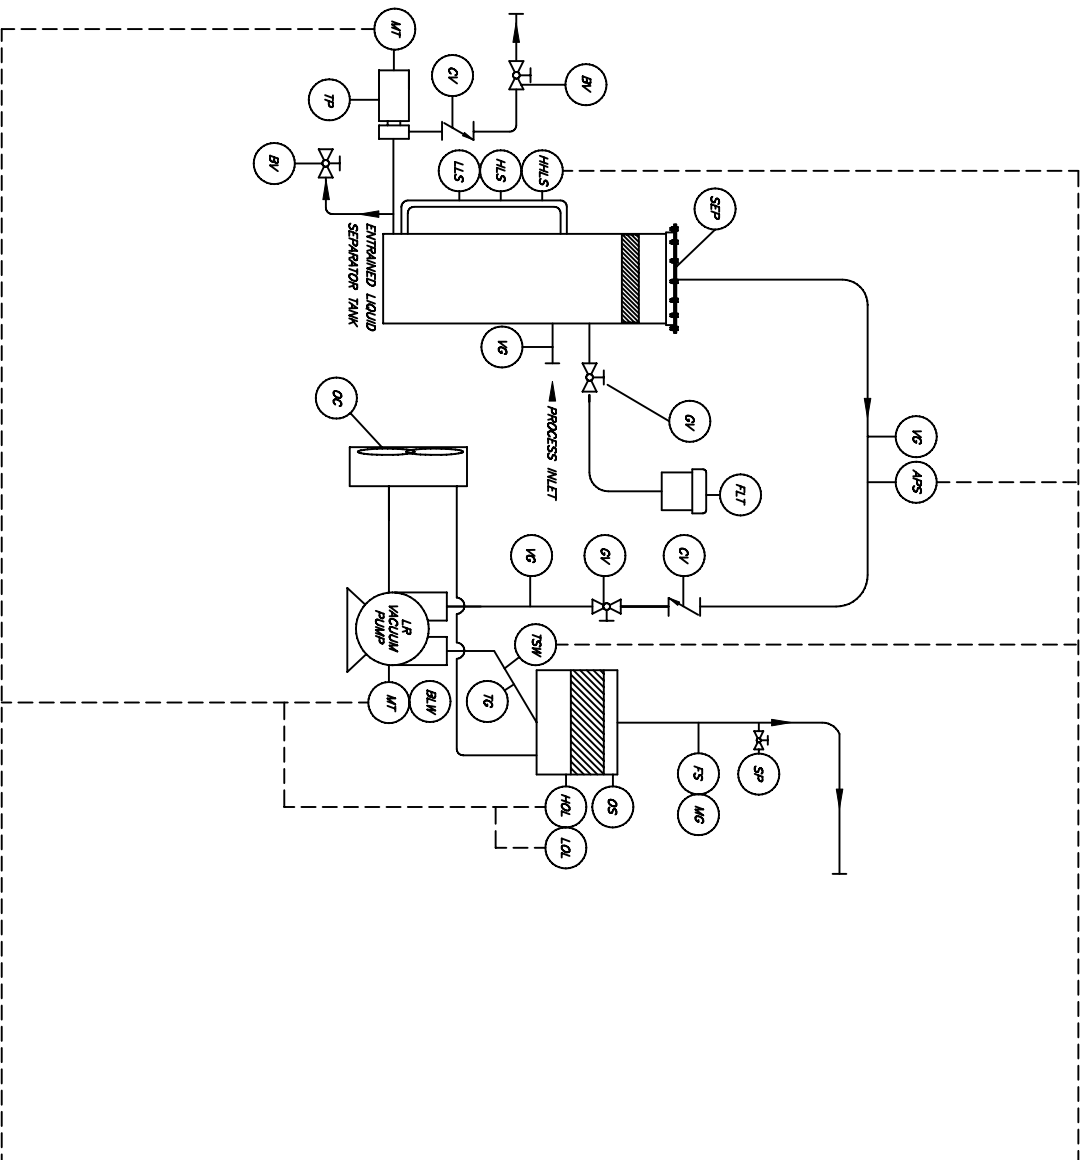 MT
CV
BV
TP
BV
LLS
HLS
HHLS
SEP
ENTRAINED LIQUID
SEPARATOR TANK
VG
PROCESS INLET
GV
FLT
OC
VG
APS
VG
GV
CV
LR
VACUUM
PUMP
TSW
TG
MT
BLW
FS
MG
SP
HOL
OS
LOL